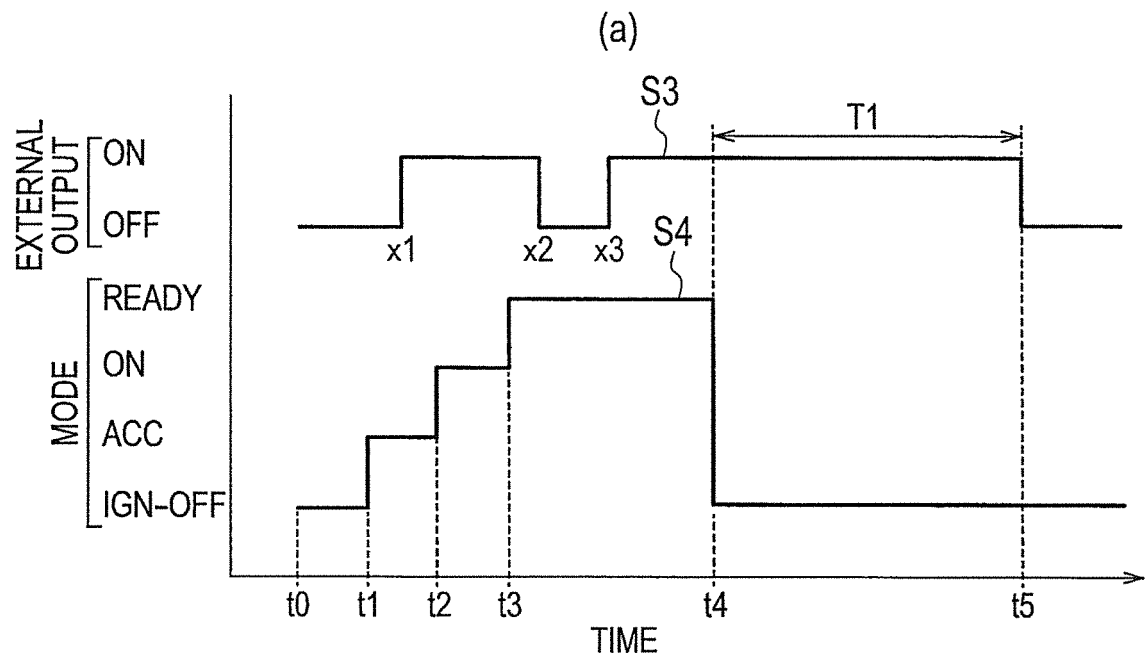 (a)
S3
T1
EXTERNAL
OUTPUT
ON
OFF
x1
x2
x3
S4
MODE
READY
ON
ACC
IGN-OFF
t0
t1
t2
t3
t4
t5
TIME